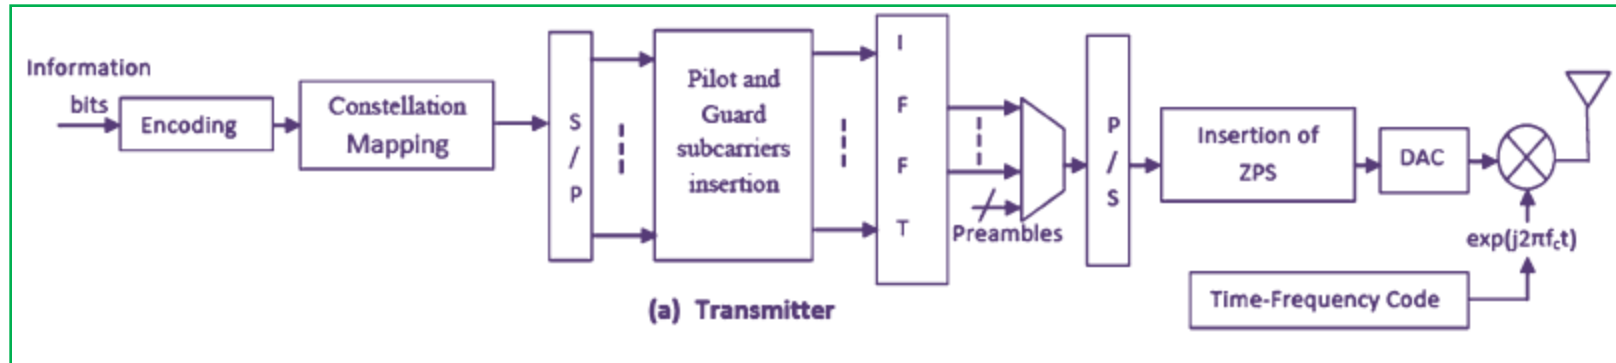 Information
bits
Encoding
Constellation
Mapping
S
/
P
Pilot and
Guard
subcarriers
insertion
I
F
F
T
Preambles
P
/
S
Insertion of
ZPS
DAC
exp(j2πf_ct)
Time-Frequency Code
(a) Transmitter